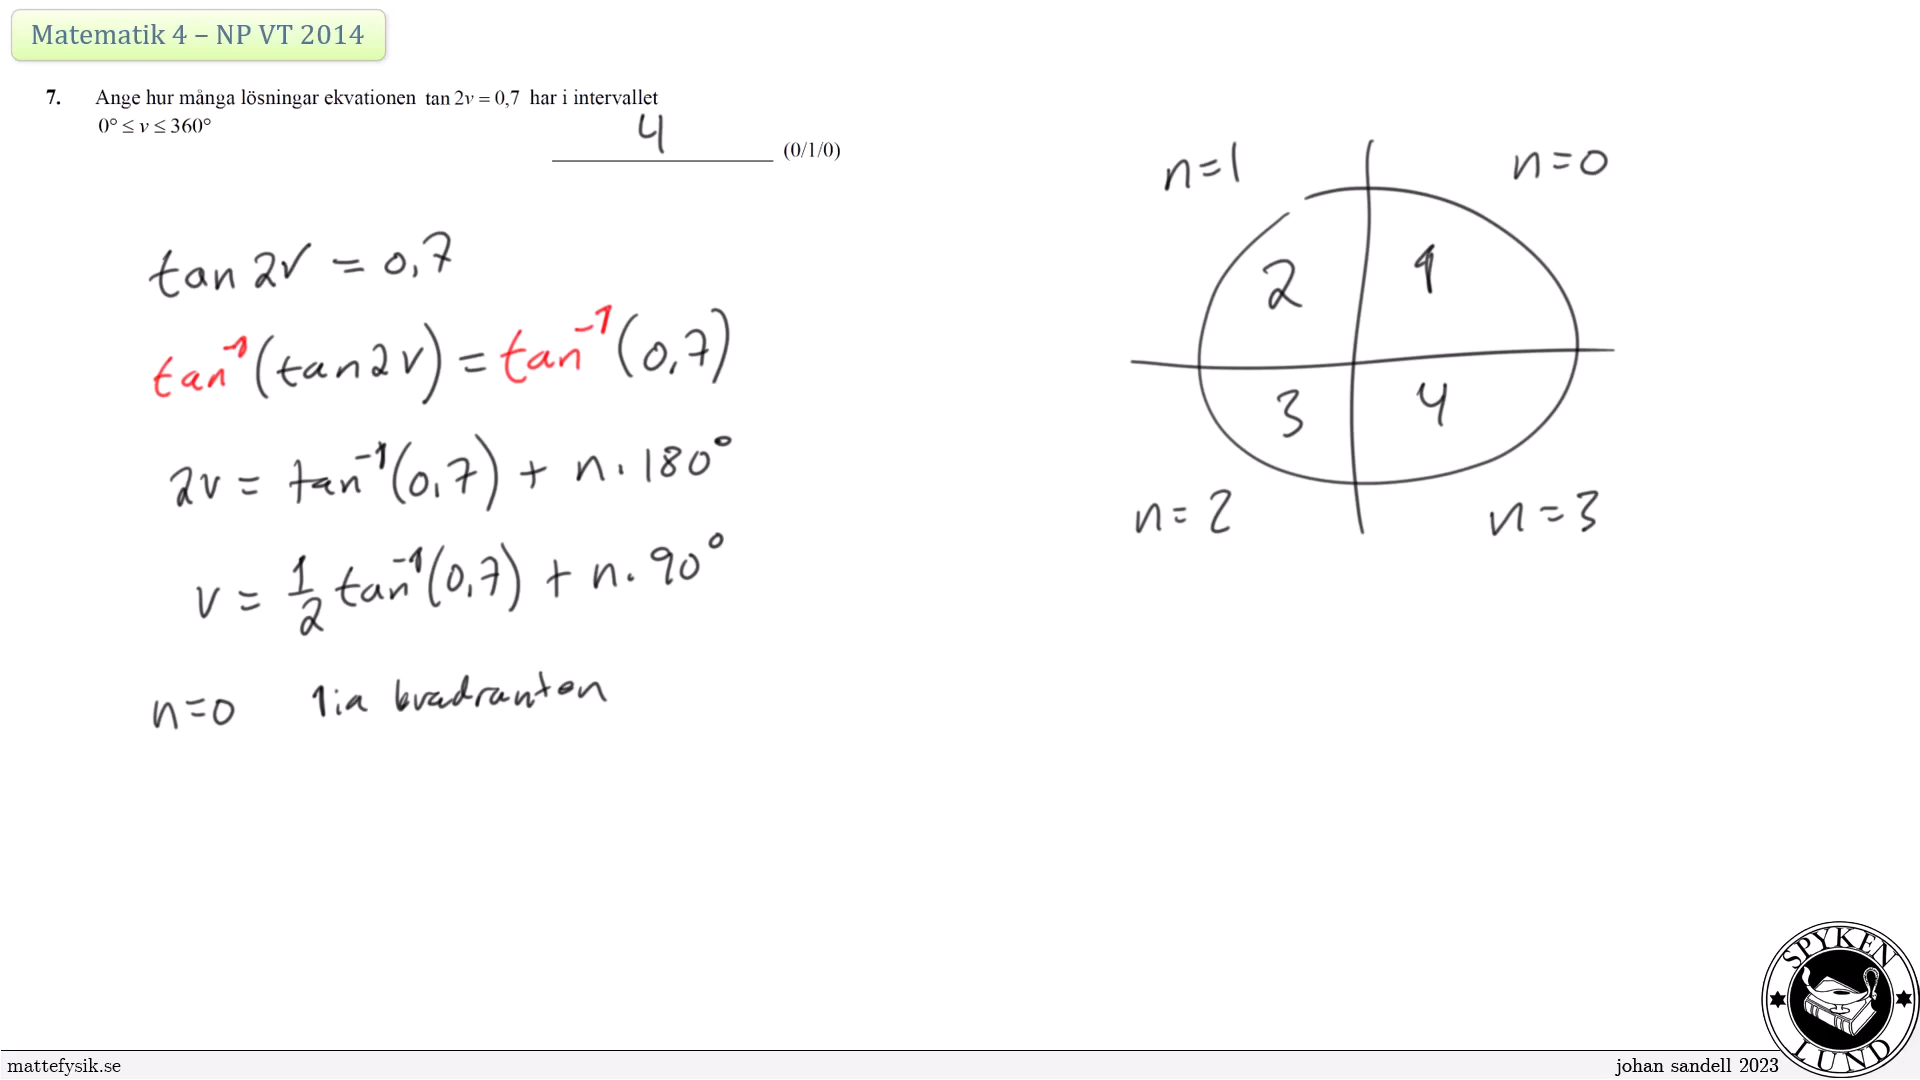 Matematik 4 – NP VT 2014
7. Ange hur många lösningar ekvationen tan 2v = 0,7 har i intervallet
0° ≤ v ≤ 360°
4
(0/1/0)
tan 2v = 0,7
tan⁻¹(tan 2v) = tan⁻¹(0,7)
2v = tan⁻¹(0,7) + n · 180°
v = 1/2 tan⁻¹(0,7) + n · 90°
n=0 1ia kvadranten
n=1 n=0
2 1
3 4
n=2 n=3
SPYKEN
LUND
mattefysik.se
johan sandell 2023